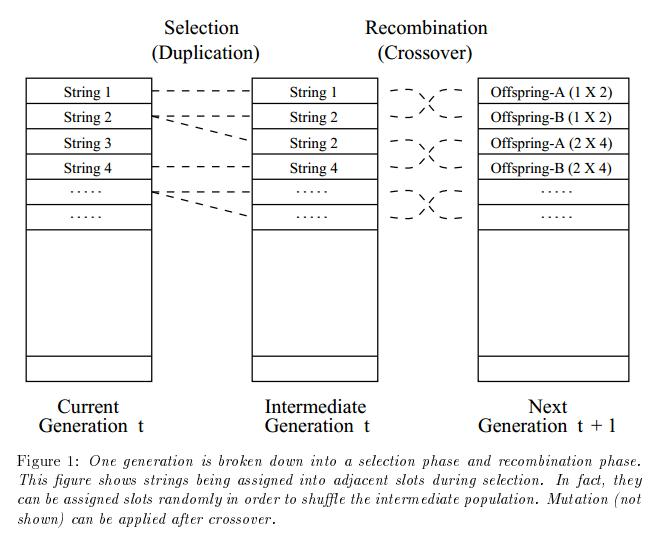 Selection
(Duplication)
Recombination
(Crossover)
String 1
String 2
String 3
String 4
.....
.....
String 1
String 2
String 2
String 4
.....
.....
Offspring-A (1 X 2)
Offspring-B (1 X 2)
Offspring-A (2 X 4)
Offspring-B (2 X 4)
.....
.....
Current
Generation t
Intermediate
Generation t
Next
Generation t + 1
Figure 1: One generation is broken down into a selection phase and recombination phase.
This figure shows strings being assigned into adjacent slots during selection. In fact, they
can be assigned slots randomly in order to shuffle the intermediate population. Mutation (not
shown) can be applied after crossover.